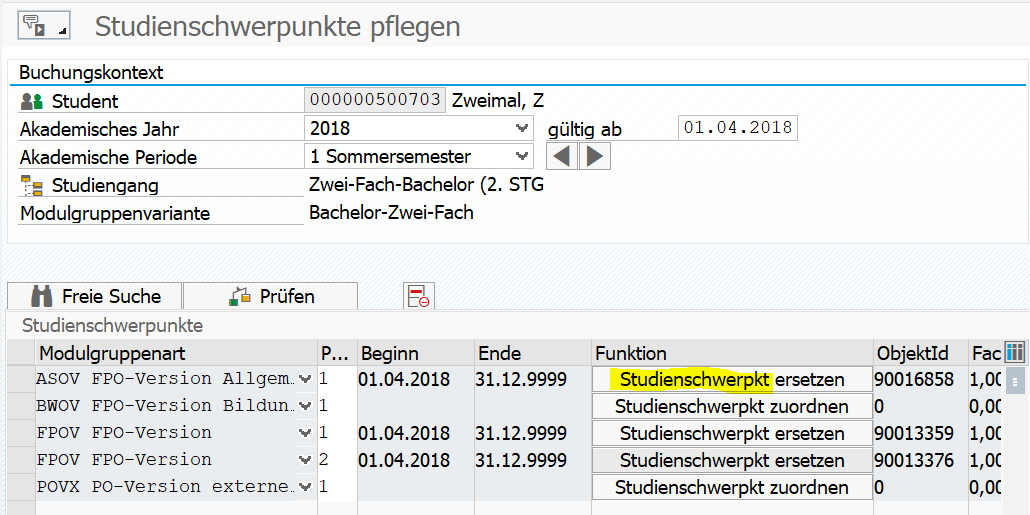 Studienschwerpunkte pflegen
Buchungskontext
Student 000000500703 Zweimal, Z
Akademisches Jahr 2018 gültig ab 01.04.2018
Akademische Periode 1 Sommersemester
Studiengang Zwei-Fach-Bachelor (2. STG
Modulgruppenvariante Bachelor-Zwei-Fach
Freie Suche Prüfen
Studienschwerpunkte
Modulgruppenart P... Beginn Ende Funktion ObjektId Fac
ASOV FPO-Version Allgem… 1 01.04.2018 31.12.9999 Studienschwerpkt ersetzen 90016858 1,00
BWOV FPO-Version Bildun… 1 Studienschwerpkt zuordnen 0 0,00
FPOV FPO-Version 1 01.04.2018 31.12.9999 Studienschwerpkt ersetzen 90013359 1,00
FPOV FPO-Version 2 01.04.2018 31.12.9999 Studienschwerpkt ersetzen 90013376 1,00
POVX PO-Version externe… 1 Studienschwerpkt zuordnen 0 0,00